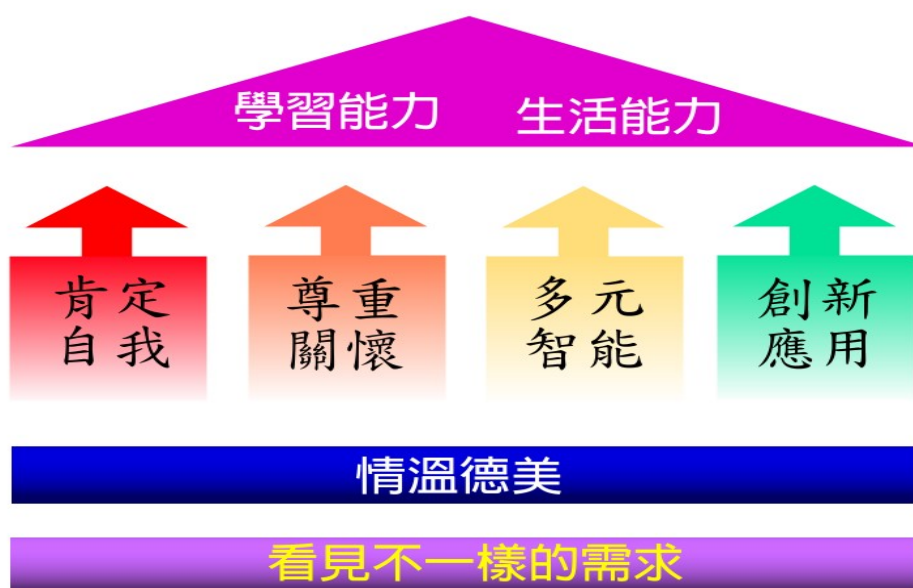 學習能力 生活能力
肯定
自我
尊重
關懷
多元
智能
創新
應用
情溫德美
看見不一樣的需求